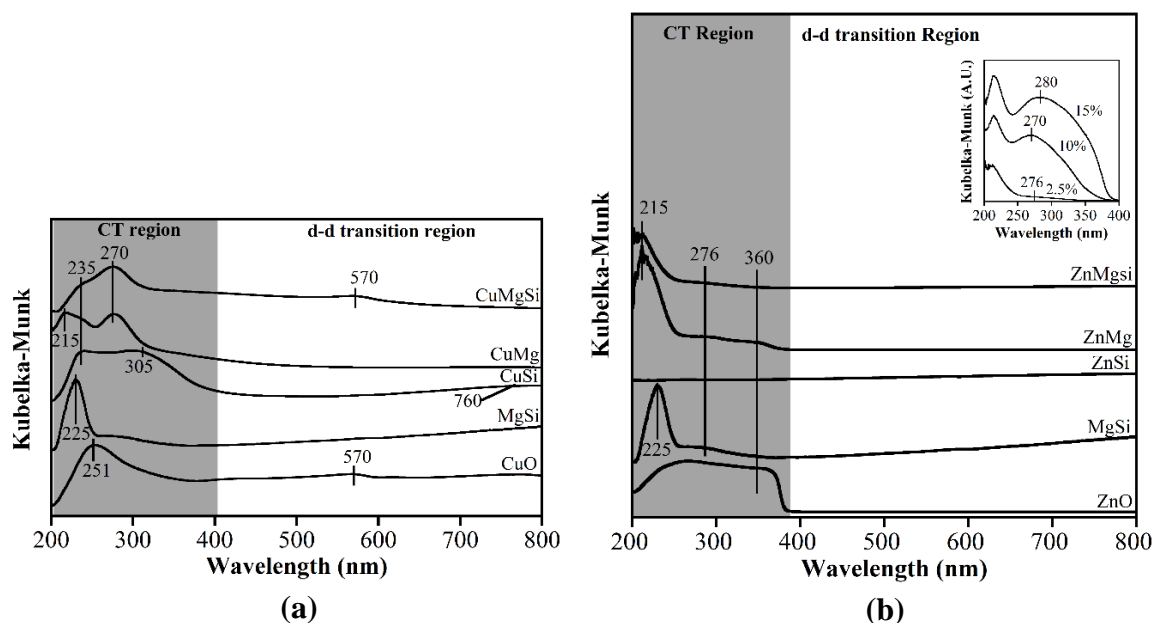 CT region
d-d transition region
235
270
570
CuMgSi
215
CuMg
305
CuSi
760
MgSi
225
251
570
CuO
Kubelka-Munk
200
300
400
500
600
700
800
Wavelength (nm)
(a)
CT Region
d-d transition Region
Kubelka-Munk (A.U.)
280
15%
270
10%
276
2.5%
200
250
300
350
400
Wavelength (nm)
215
276
360
ZnMgsi
ZnMg
ZnSi
MgSi
225
ZnO
Kubelka-Munk
200
300
400
500
600
700
800
Wavelength (nm)
(b)